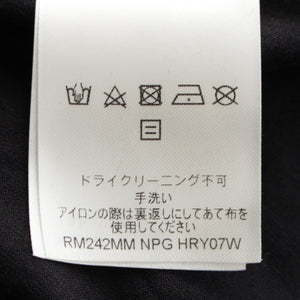 ドライクリーニング不可
手洗い
アイロンの際は裏返しにしてあて布を
使用してください
RM242MM NPG HRY07W